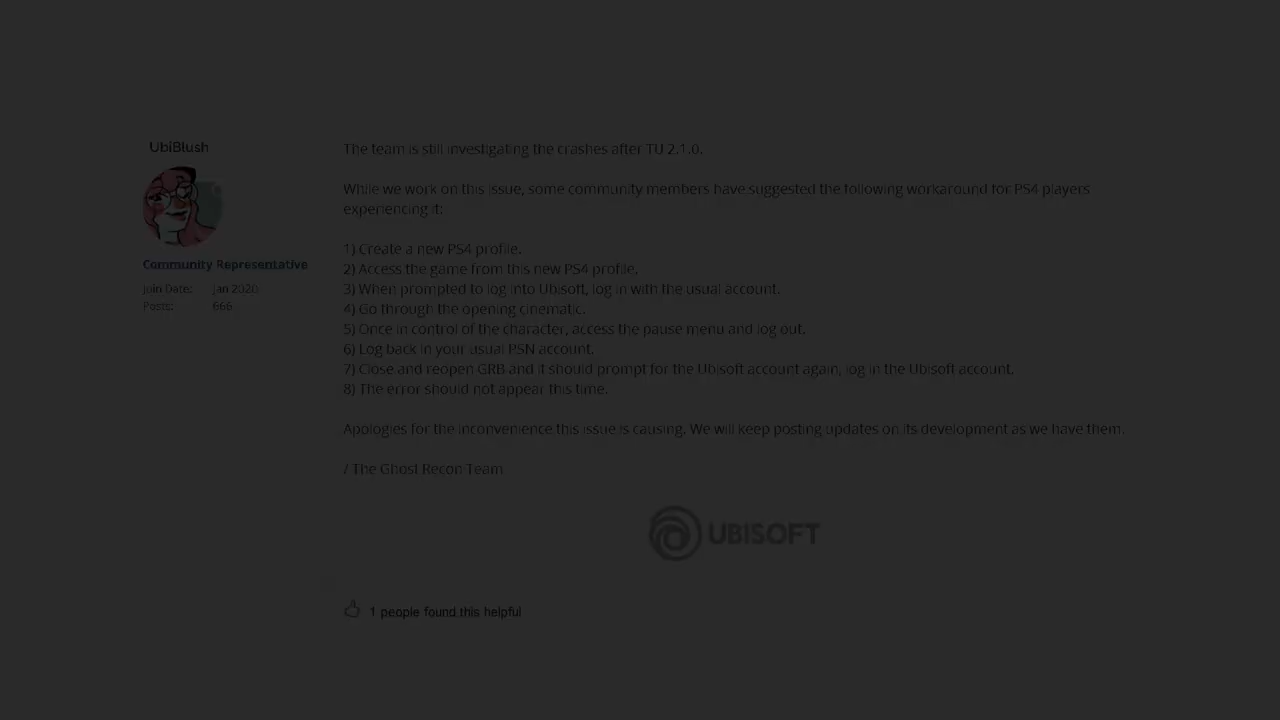 UbiBlush
Community Representative
Join Date: Jan 2020
Posts: 666
The team is still investigating the crashes after TU 2.1.0.
While we work on this issue, some community members have suggested the following workaround for PS4 players
experiencing it:
1) Create a new PS4 profile.
2) Access the game from this new PS4 profile.
3) When prompted to log into Ubisoft, log in with the usual account.
4) Go through the opening cinematic.
5) Once in control of the character, access the pause menu and log out.
6) Log back in your usual PSN account.
7) Close and reopen GRB and it should prompt for the Ubisoft account again, log in the Ubisoft account.
8) The error should not appear this time.
Apologies for the inconvenience this issue is causing. We will keep posting updates on its development as we have them.
/ The Ghost Recon Team
UBISOFT
1 people found this helpful